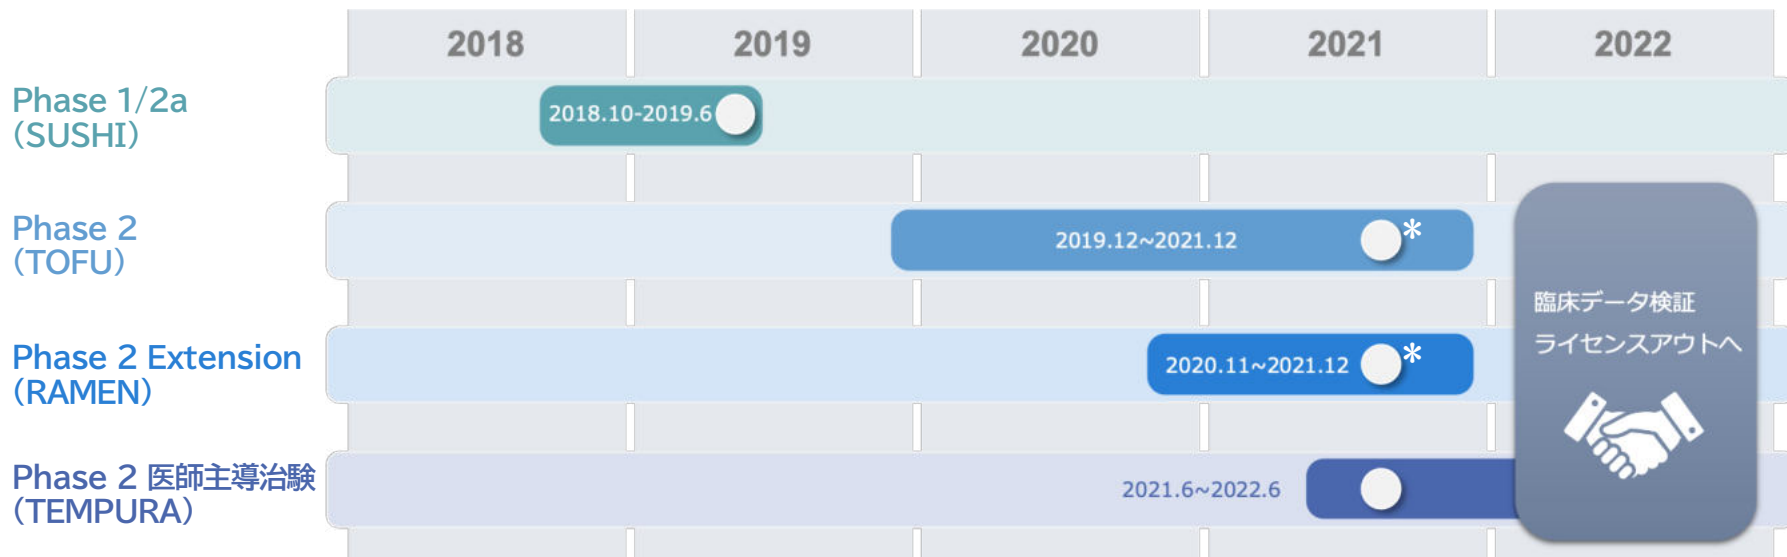 2018 2019 2020 2021 2022
Phase 1/2a
(SUSHI)
2018.10-2019.6
Phase 2
(TOFU)
2019.12~2021.12
*
Phase 2 Extension
(RAMEN)
2020.11~2021.12
*
臨床データ検証
ライセンスアウトへ
Phase 2 医師主導治験
(TEMPURA)
2021.6~2022.6